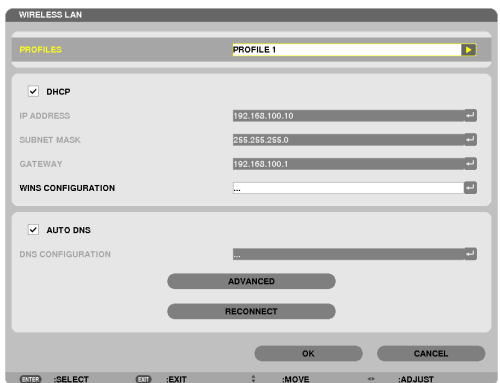 WIRELESS LAN
PROFILES PROFILE 1
DHCP
IP ADDRESS 192.168.100.10
SUBNET MASK 255.255.255.0
GATEWAY 192.168.100.1
WINS CONFIGURATION ...
AUTO DNS
DNS CONFIGURATION ...
ADVANCED
RECONNECT
OK CANCEL
ENTER :SELECT EXIT :EXIT :MOVE :ADJUST